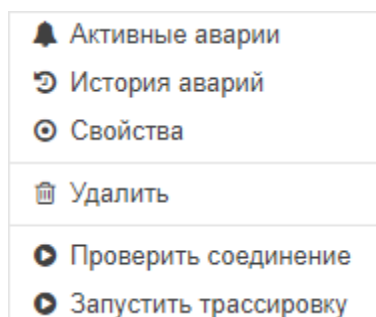 Активные аварии
История аварий
Свойства
Удалить
Проверить соединение
Запустить трассировку